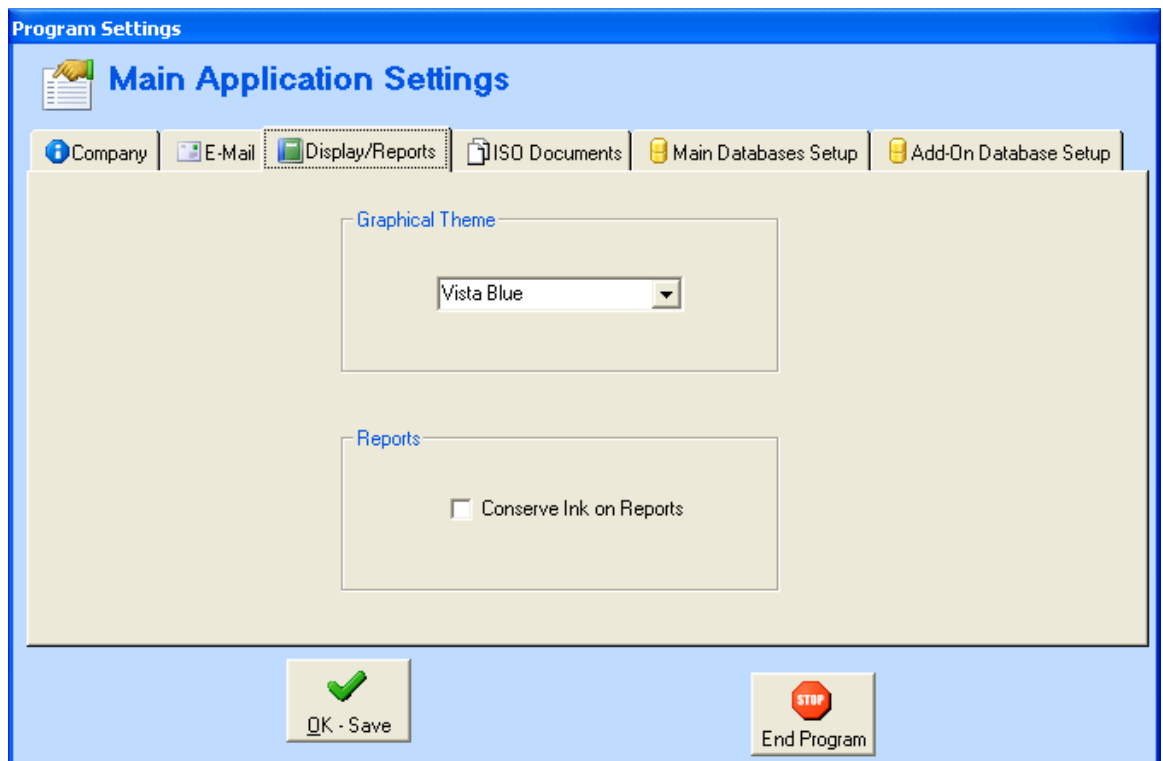 Program Settings
Main Application Settings
Company E-Mail Display/Reports ISO Documents Main Databases Setup Add-On Database Setup
Graphical Theme
Vista Blue
Reports
Conserve Ink on Reports
OK - Save
STOP
End Program